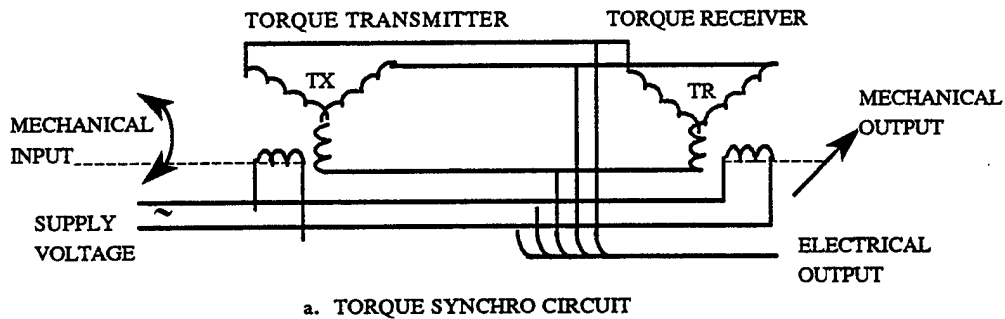 TORQUE TRANSMITTER
TORQUE RECEIVER
TX
TR
MECHANICAL
INPUT
MECHANICAL
OUTPUT
~
SUPPLY
VOLTAGE
ELECTRICAL
OUTPUT
a. TORQUE SYNCHRO CIRCUIT